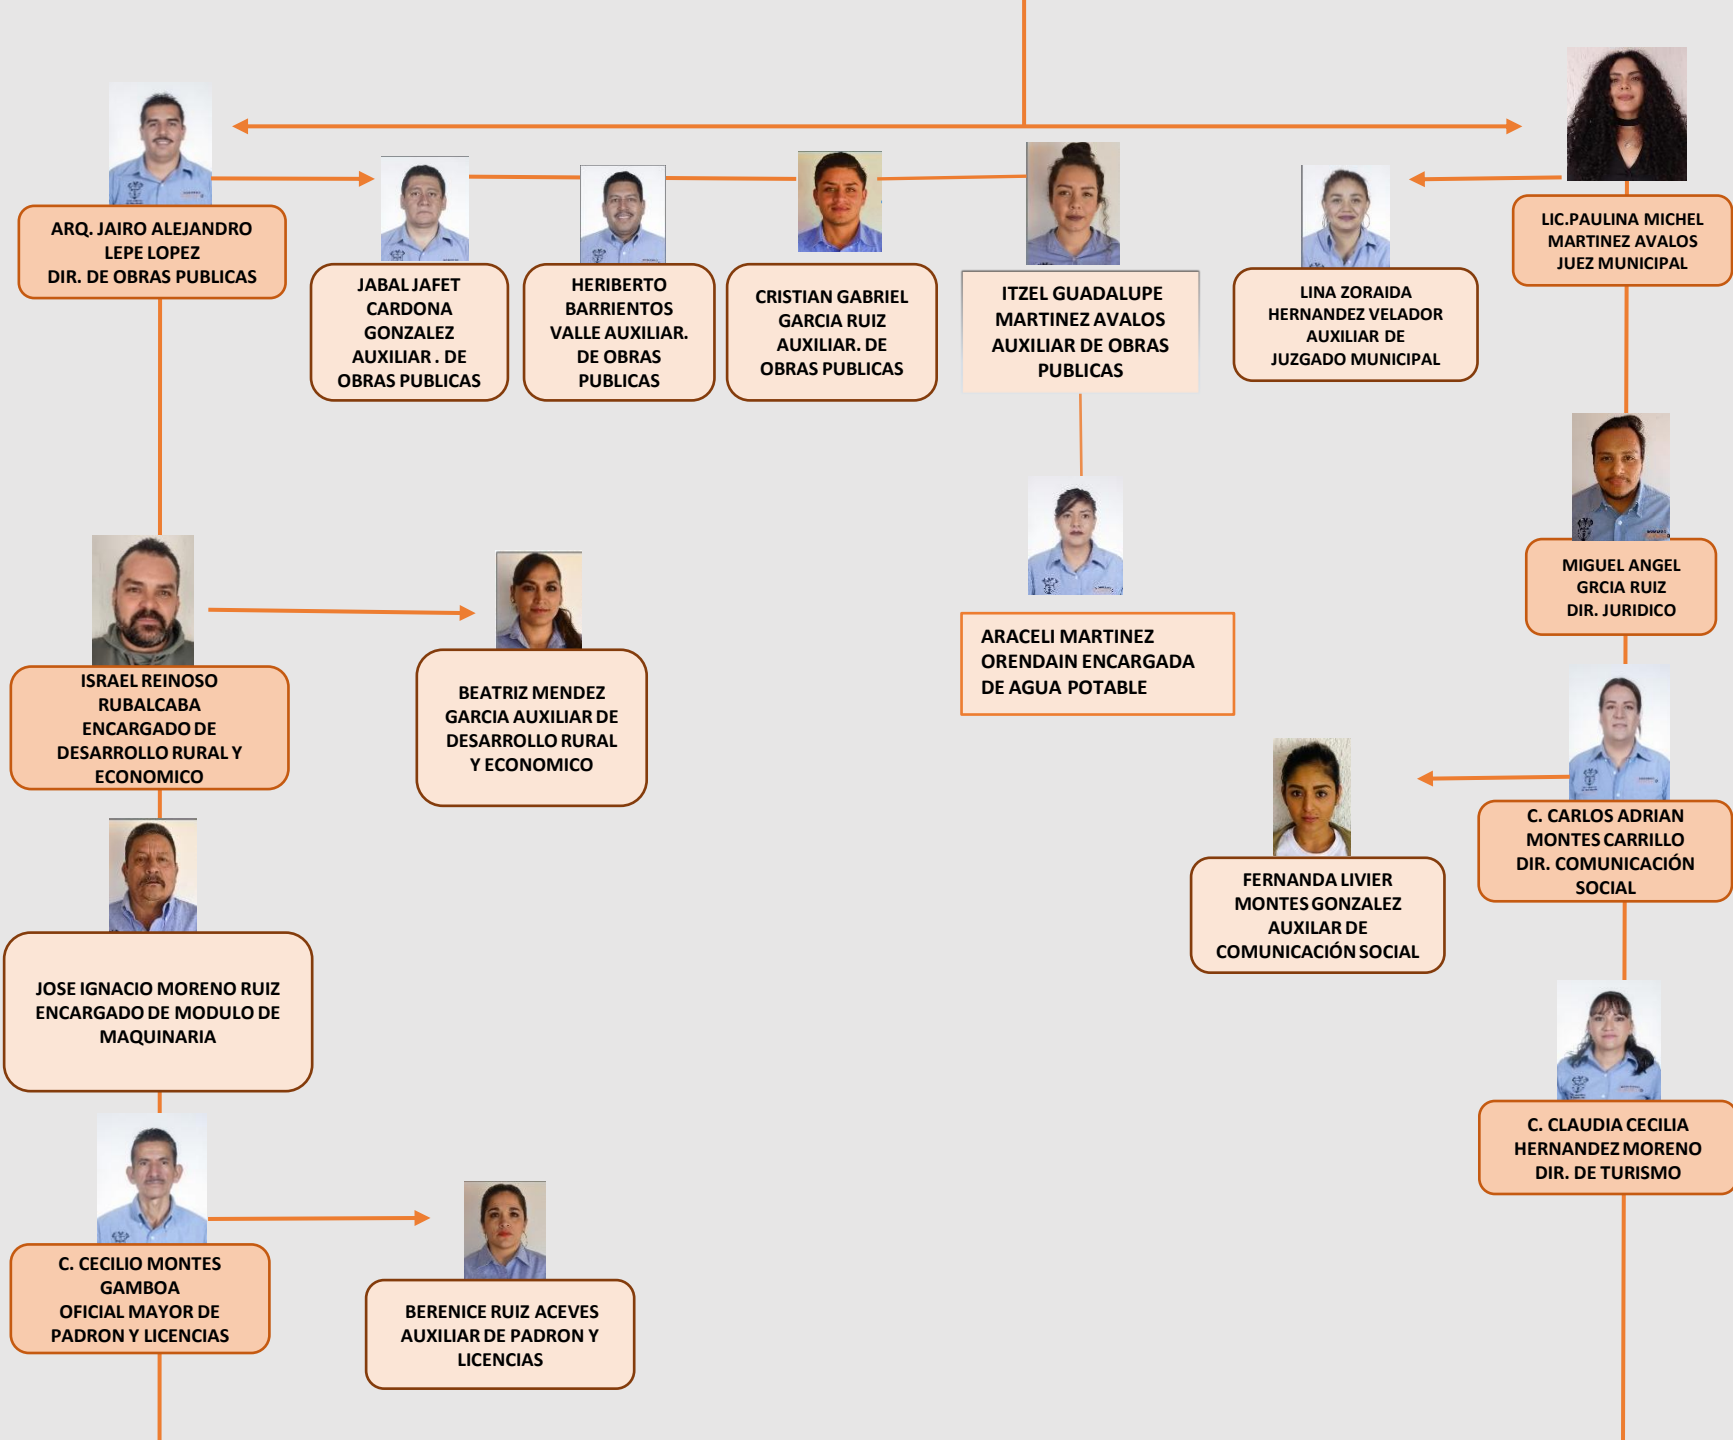 ARQ. JAIRO ALEJANDRO
LEPE LOPEZ
DIR. DE OBRAS PUBLICAS
JABAL JAFET
CARDONA
GONZALEZ
AUXILIAR . DE
OBRAS PUBLICAS
HERIBERTO
BARRIENTOS
VALLE AUXILIAR.
DE OBRAS
PUBLICAS
CRISTIAN GABRIEL
GARCIA RUIZ
AUXILIAR. DE
OBRAS PUBLICAS
ITZEL GUADALUPE
MARTINEZ AVALOS
AUXILIAR DE OBRAS
PUBLICAS
LINA ZORAIDA
HERNANDEZ VELADOR
AUXILIAR DE
JUZGADO MUNICIPAL
LIC.PAULINA MICHEL
MARTINEZ AVALOS
JUEZ MUNICIPAL
MIGUEL ANGEL
GRCIA RUIZ
DIR. JURIDICO
ISRAEL REINOSO
RUBALCABA
ENCARGADO DE
DESARROLLO RURAL Y
ECONOMICO
BEATRIZ MENDEZ
GARCIA AUXILIAR DE
DESARROLLO RURAL
Y ECONOMICO
ARACELI MARTINEZ
ORENDAIN ENCARGADA
DE AGUA POTABLE
C. CARLOS ADRIAN
MONTES CARRILLO
DIR. COMUNICACIÓN
SOCIAL
FERNANDA LIVIER
MONTES GONZALEZ
AUXILAR DE
COMUNICACIÓN SOCIAL
JOSE IGNACIO MORENO RUIZ
ENCARGADO DE MODULO DE
MAQUINARIA
C. CLAUDIA CECILIA
HERNANDEZ MORENO
DIR. DE TURISMO
C. CECILIO MONTES
GAMBOA
OFICIAL MAYOR DE
PADRON Y LICENCIAS
BERENICE RUIZ ACEVES
AUXILIAR DE PADRON Y
LICENCIAS